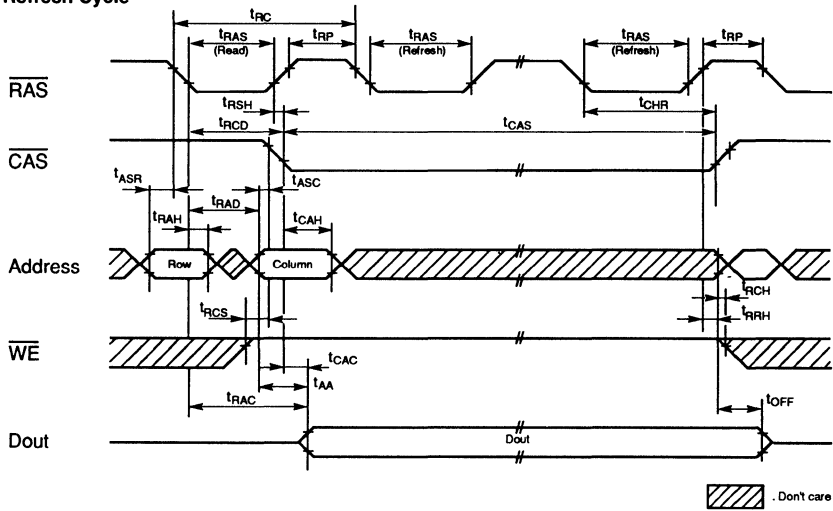 Refresh Cycle
tRC
tRAS
(Read)
tRP
tRAS
(Refresh)
tRAS
(Refresh)
tRP
RAS
tRSH
tCHR
tRCD
tCAS
CAS
tASR
tASC
tRAD
tRAH
tCAH
Address
Row
Column
tRCH
tRCS
tRRH
WE
tCAC
tAA
tRAC
tOFF
Dout
Dout
. Don't care